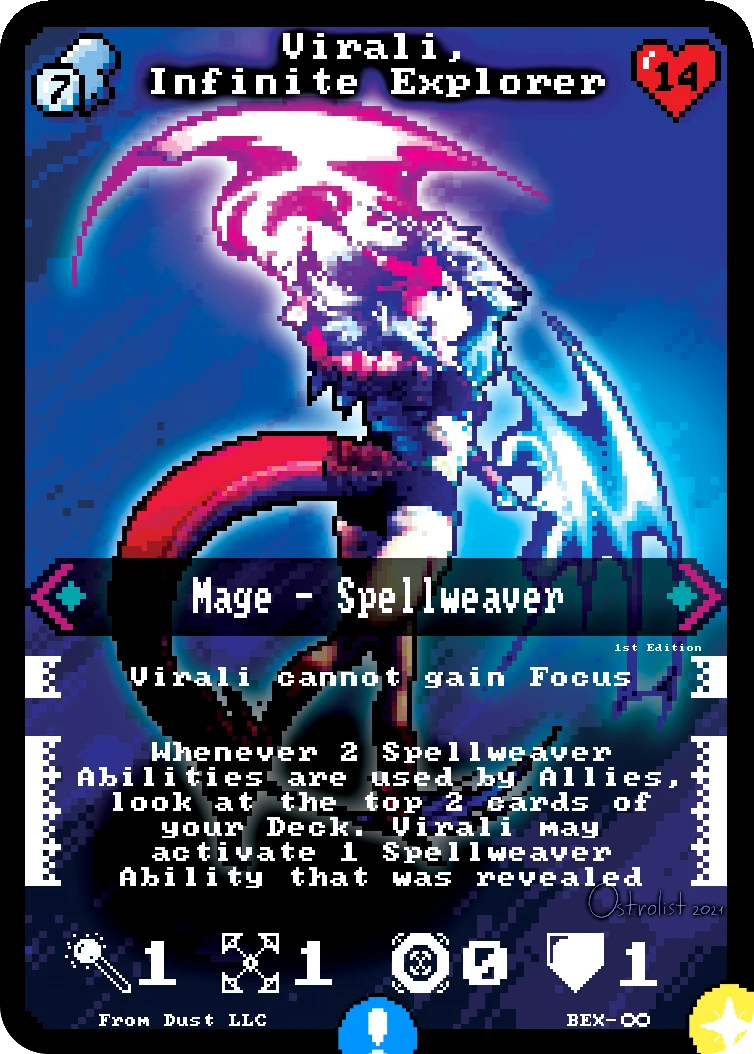 Virali,
7
Infinite Explorer
14
Mage - Spellweaver
1st Edition
Virali cannot gain Focus
Whenever 2 Spellweaver
Abilities are used by Allies,
look at the top 2 cards of
your Deck. Virali may
activate 1 Spellweaver
Ability that was revealed
Ostrolist 2021
1 1 0 1
From Dust LLC
BEX-∞
!